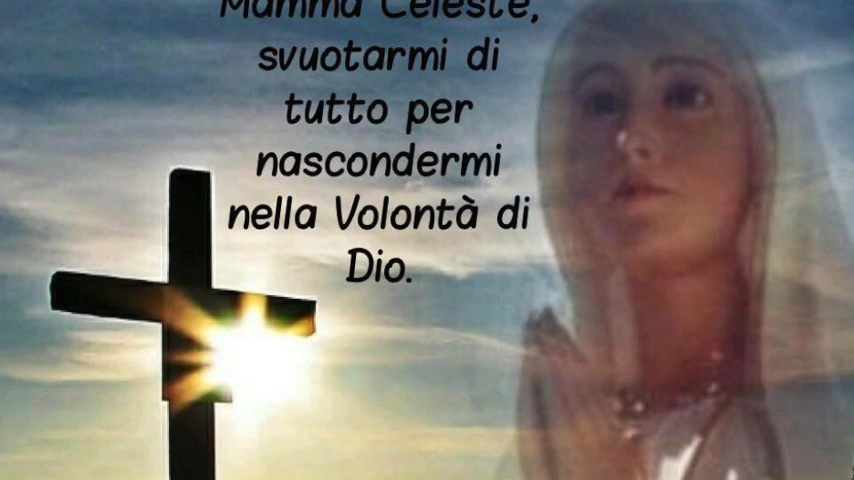 Mamma Celeste,
svuotarmi di
tutto per
nascondermi
nella Volontà di
Dio.